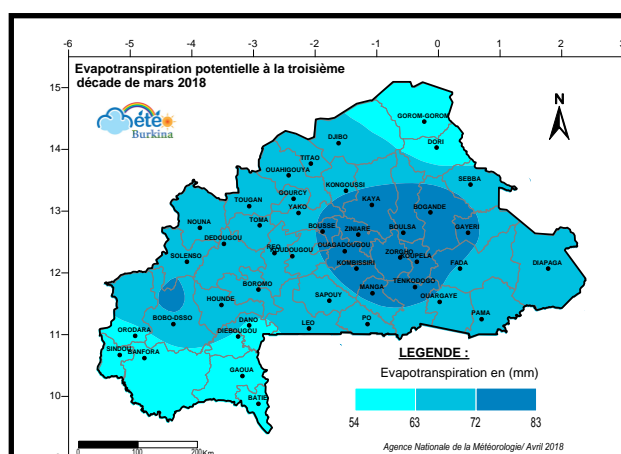 -6 -5 -4 -3 -2 -1 0 1 2 3
Evapotranspiration potentielle à la troisième
décade de mars 2018
météo
Burkina
N
15
14
13
12
11
10
GOROM-GOROM
DORI
DJIBO
TITAO
OUAHIGOUYA
SEBBA
KONGOUSSI
GOURCY
KAYA
TOUGAN
YAKO
BOGANDE
NOUNA
TOMA
BOUSSE
ZINIARE
BOULSA
GAYERI
DEDOUGOU
OUAGADOUGOU
REO
KOUDOUGOU
ZORGHO
KOUPELA
SOLENSO
KOMBISSIRI
FADA
DIAPAGA
TENKODOGO
BOROMO
MANGA
SAPOUY
OUARGAYE
HOUNDE
PAMA
BOBO-DSSO
DANO
LEO
PO
ORODARA
DIEBOUGOU
SINDOU
BANFORA
GAOUA
BATIE
LEGENDE :
Evapotranspiration en (mm)
54 63 72 83
0 100 200 Km
Agence Nationale de la Météorologie/ Avril 2018